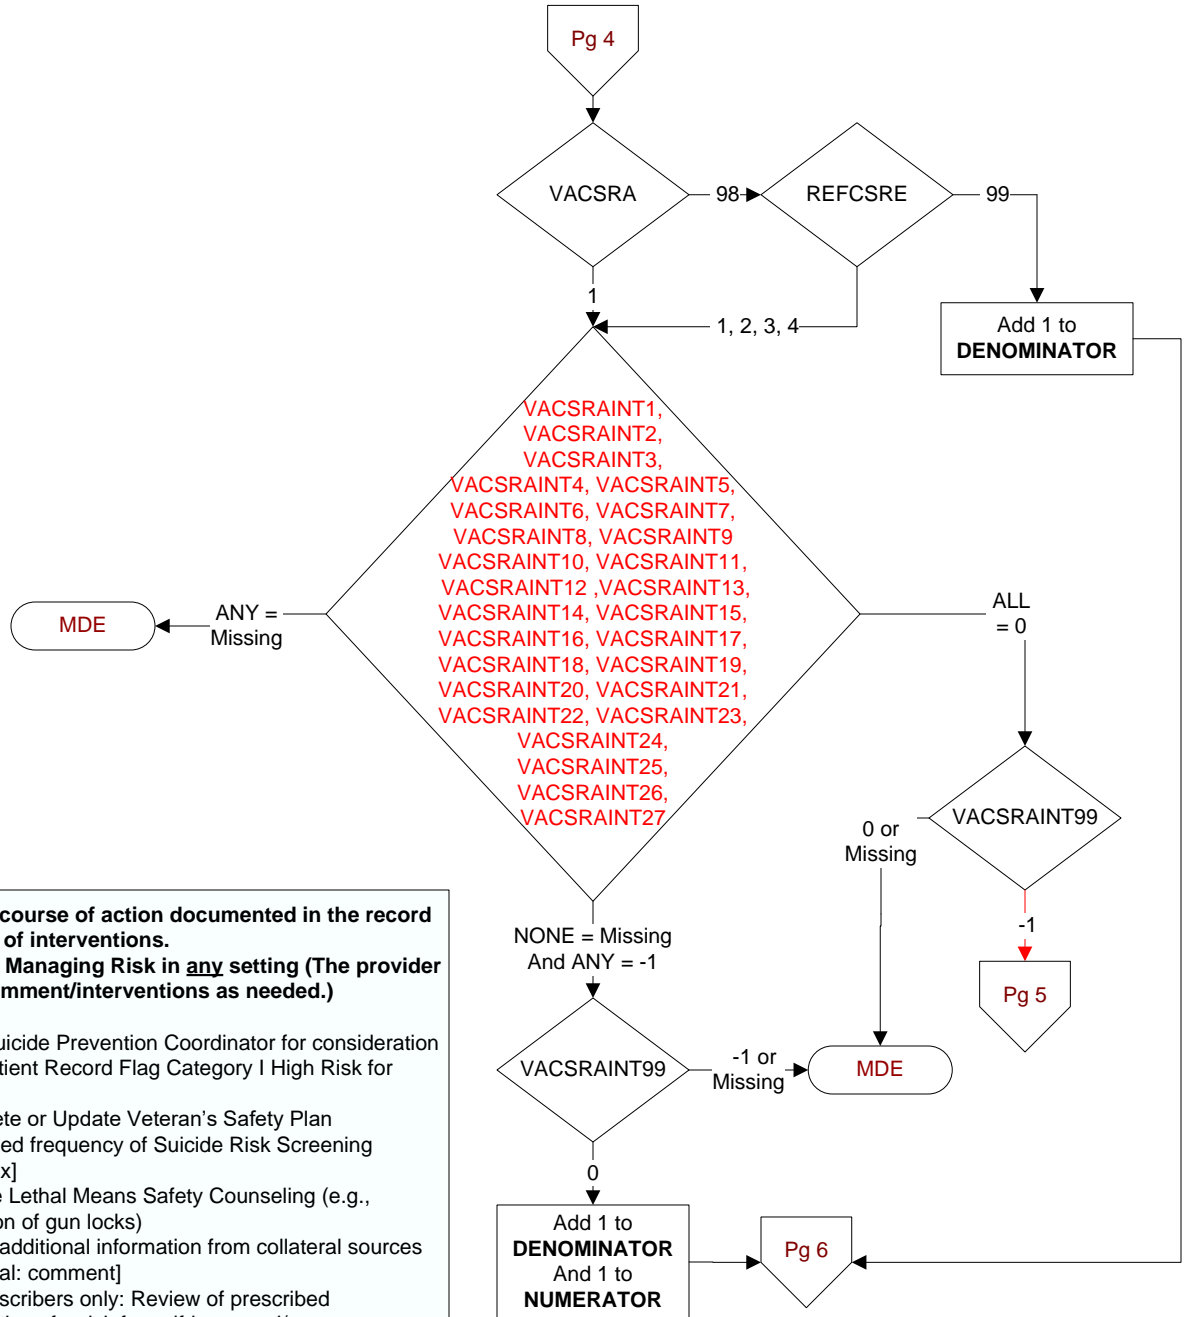 Pg 4
VACSRA
98
REFCSRE
99
1
1, 2, 3, 4
Add 1 to
DENOMINATOR
VACSRAINT1,
VACSRAINT2,
VACSRAINT3,
VACSRAINT4, VACSRAINT5,
VACSRAINT6, VACSRAINT7,
VACSRAINT8, VACSRAINT9
VACSRAINT10, VACSRAINT11,
VACSRAINT12 ,VACSRAINT13,
VACSRAINT14, VACSRAINT15,
VACSRAINT16, VACSRAINT17,
VACSRAINT18, VACSRAINT19,
VACSRAINT20, VACSRAINT21,
VACSRAINT22, VACSRAINT23,
VACSRAINT24,
VACSRAINT25,
VACSRAINT26,
VACSRAINT27
ANY =
Missing
MDE
ALL
= 0
VACSRAINT99
0 or
Missing
-1
Pg 5
NONE = Missing
And ANY = -1
VACSRAINT99
-1 or
Missing
MDE
0
Add 1 to
DENOMINATOR
And 1 to
NUMERATOR
Pg 6
course of action documented in the record
of interventions.
Managing Risk in any setting (The provider
mment/interventions as needed.)
uicide Prevention Coordinator for consideration
tient Record Flag Category I High Risk for
ete or Update Veteran's Safety Plan
ed frequency of Suicide Risk Screening
x]
e Lethal Means Safety Counseling (e.g.,
on of gun locks)
additional information from collateral sources
al: comment]
scribers only: Review of prescribed